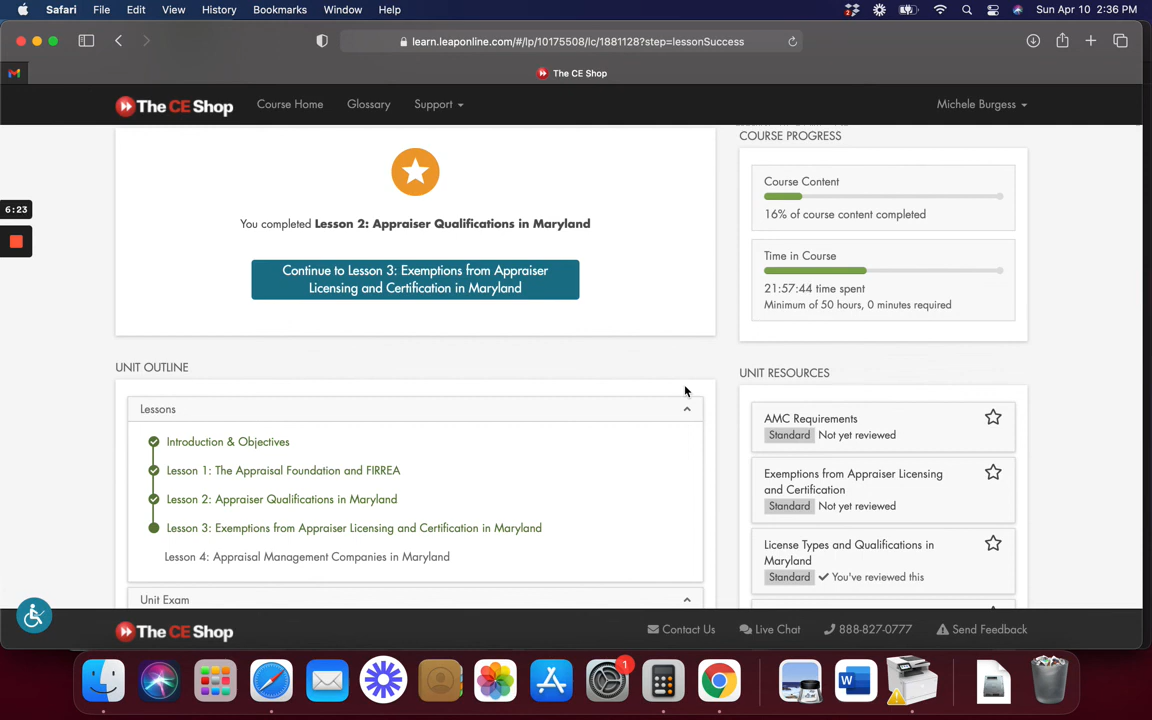 Safari File Edit View History Bookmarks Window Help Sun Apr 10 2:36 PM
learn.leaponline.com/#/lp/10175508/lc/1881128?step=lessonSuccess
The CE Shop
The CE Shop Course Home Glossary Support Michele Burgess
COURSE PROGRESS
Course Content
16% of course content completed
Time in Course
21:57:44 time spent
Minimum of 50 hours, 0 minutes required
6:23
You completed Lesson 2: Appraiser Qualifications in Maryland
Continue to Lesson 3: Exemptions from Appraiser
Licensing and Certification in Maryland
UNIT OUTLINE
Lessons
Introduction & Objectives
Lesson 1: The Appraisal Foundation and FIRREA
Lesson 2: Appraiser Qualifications in Maryland
Lesson 3: Exemptions from Appraiser Licensing and Certification in Maryland
Lesson 4: Appraisal Management Companies in Maryland
Unit Exam
UNIT RESOURCES
AMC Requirements
Standard Not yet reviewed
Exemptions from Appraiser Licensing
and Certification
Standard Not yet reviewed
License Types and Qualifications in
Maryland
Standard You've reviewed this
The CE Shop Contact Us Live Chat 888-827-0777 Send Feedback
1